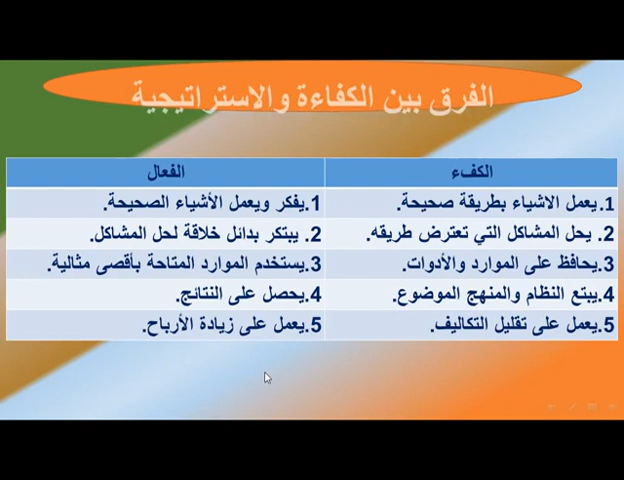 الفرق بين الكفاءة والاستراتيجية
الكفء الفعال
1.يعمل الاشياء بطريقة صحيحة. 1.يفكر ويعمل الأشياء الصحيحة.
2. يحل المشاكل التي تعترض طريقه. 2. يبتكر بدائل خلاقة لحل المشاكل.
3.يحافظ على الموارد والأدوات. 3.يستخدم الموارد المتاحة بأقصى مثالية.
4.يبتع النظام والمنهج الموضوع. 4.يحصل على النتائج.
5.يعمل على تقليل التكاليف. 5.يعمل على زيادة الأرباح.